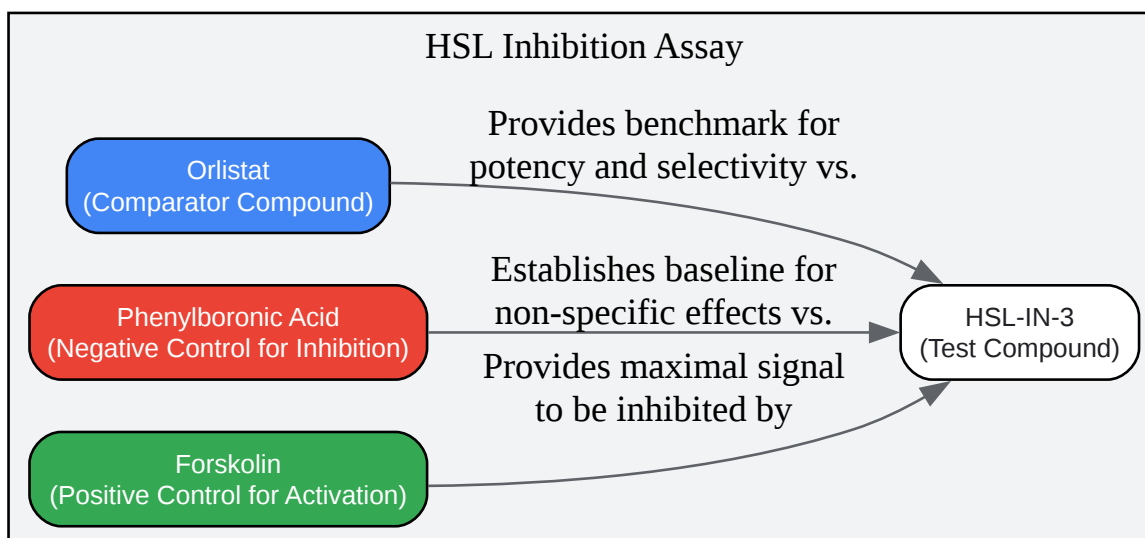 HSL Inhibition Assay
Provides benchmark for
potency and selectivity vs.
Orlistat
(Comparator Compound)
Establishes baseline for
non-specific effects vs.
Phenylboronic Acid
(Negative Control for Inhibition)
HSL-IN-3
(Test Compound)
Provides maximal signal
to be inhibited by
Forskolin
(Positive Control for Activation)